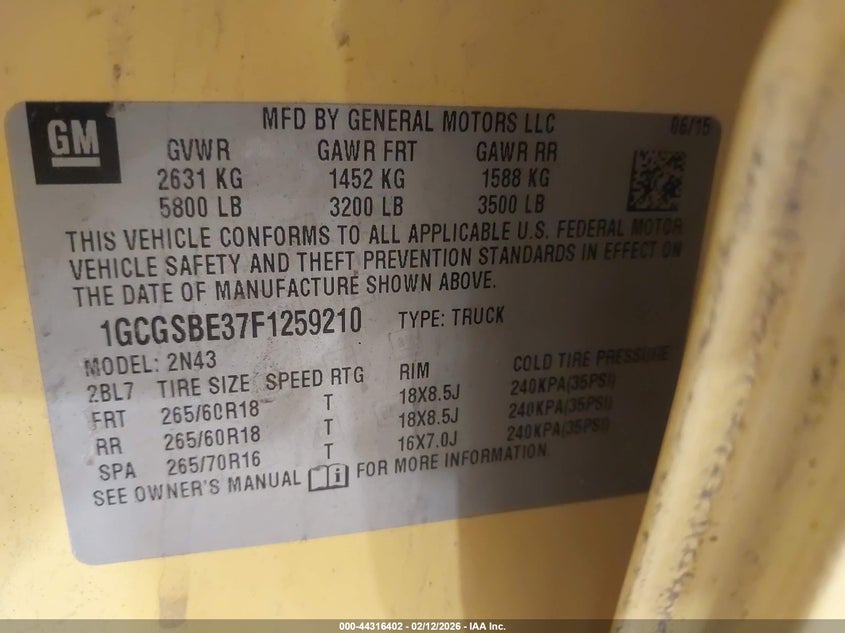 GM
MFD BY GENERAL MOTORS LLC 06/15
GVWR GAWR FRT GAWR RR
2631 KG 1452 KG 1588 KG
5800 LB 3200 LB 3500 LB
THIS VEHICLE CONFORMS TO ALL APPLICABLE U.S. FEDERAL MOTOR
VEHICLE SAFETY AND THEFT PREVENTION STANDARDS IN EFFECT ON
THE DATE OF MANUFACTURE SHOWN ABOVE.
1GCGSBE37F1259210 TYPE: TRUCK
MODEL: 2N43
2BL7 TIRE SIZE SPEED RTG RIM COLD TIRE PRESSURE
FRT 265/60R18 T 18X8.5J 240KPA(35PSI)
RR 265/60R18 T 18X8.5J 240KPA(35PSI)
SPA 265/70R16 T 16X7.0J 240KPA(35PSI)
SEE OWNER'S MANUAL FOR MORE INFORMATION.
000-44316402 - 02/12/2026 - IAA Inc.